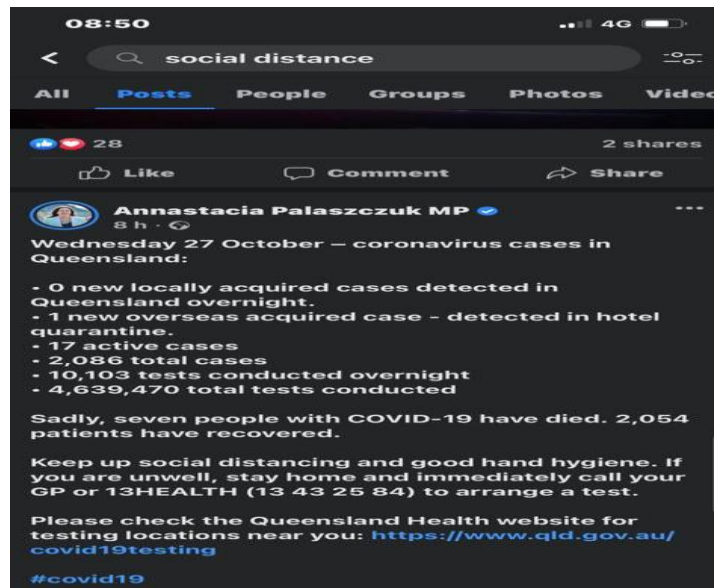 08:50 4G
social distance
All Posts People Groups Photos Video
28 2 shares
Like Comment Share
Annastacia Palaszczuk MP
8 h
Wednesday 27 October – coronavirus cases in
Queensland:
• 0 new locally acquired cases detected in
Queensland overnight.
• 1 new overseas acquired case - detected in hotel
quarantine.
• 17 active cases
• 2,086 total cases
• 10,103 tests conducted overnight
• 4,639,470 total tests conducted
Sadly, seven people with COVID-19 have died. 2,054
patients have recovered.
Keep up social distancing and good hand hygiene. If
you are unwell, stay home and immediately call your
GP or 13HEALTH (13 43 25 84) to arrange a test.
Please check the Queensland Health website for
testing locations near you: https://www.qld.gov.au/
covid19testing
#covid19